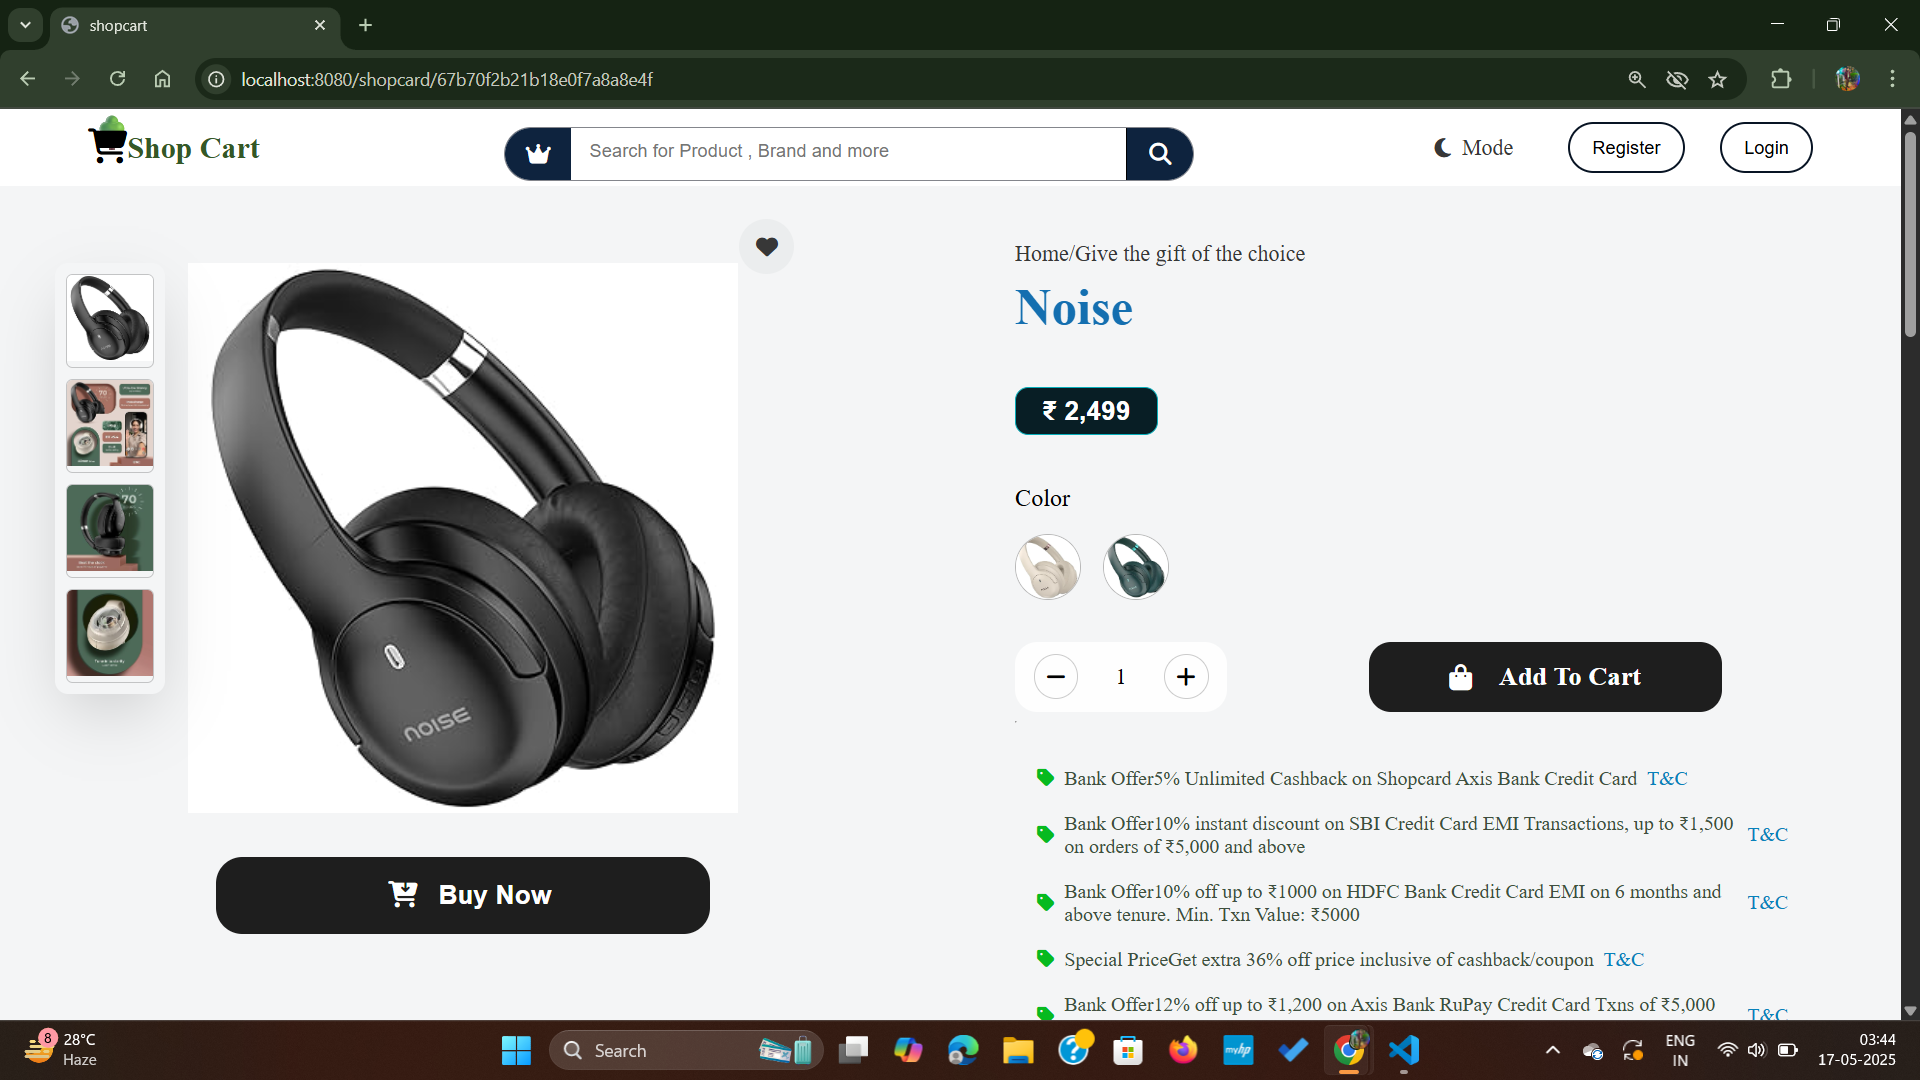 shopcart
localhost:8080/shopcard/67b70f2b21b18e0f7a8a8e4f
Shop Cart
Search for Product , Brand and more
Mode
Register
Login
Home/Give the gift of the choice
Noise
₹ 2,499
Color
1
Add To Cart
noise
70
70
Buy Now
Bank Offer5% Unlimited Cashback on Shopcard Axis Bank Credit Card T&C
Bank Offer10% instant discount on SBI Credit Card EMI Transactions, up to ₹1,500
on orders of ₹5,000 and above
T&C
Bank Offer10% off up to ₹1000 on HDFC Bank Credit Card EMI on 6 months and
above tenure. Min. Txn Value: ₹5000
T&C
Special PriceGet extra 36% off price inclusive of cashback/coupon T&C
Bank Offer12% off up to ₹1,200 on Axis Bank RuPay Credit Card Txns of ₹5,000
T&C
8
28°C
Haze
Search
myhp
ENG
IN
03:44
17-05-2025